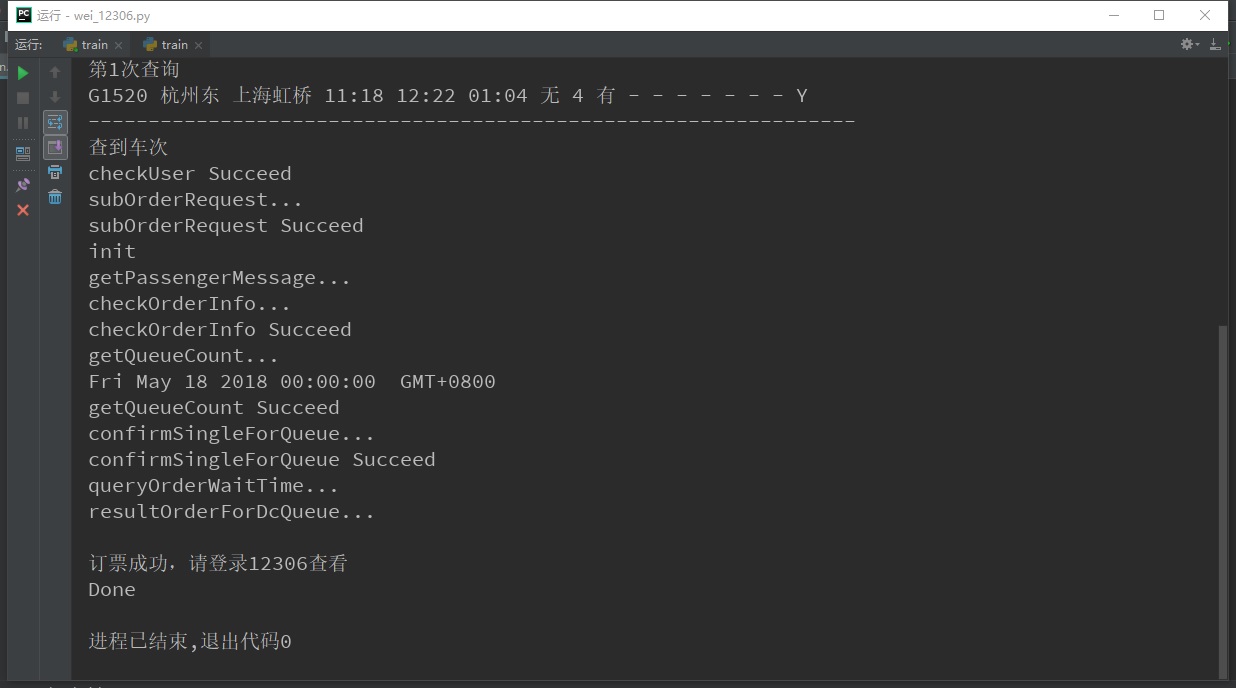 运行 - wei_12306.py
运行: train train
第1次查询
G1520 杭州东 上海虹桥 11:18 12:22 01:04 无 4 有 - - - - - - - Y
----------------------------------------------------------------
查到车次
checkUser Succeed
subOrderRequest...
subOrderRequest Succeed
init
getPassengerMessage...
checkOrderInfo...
checkOrderInfo Succeed
getQueueCount...
Fri May 18 2018 00:00:00  GMT+0800
getQueueCount Succeed
confirmSingleForQueue...
confirmSingleForQueue Succeed
queryOrderWaitTime...
resultOrderForDcQueue...
订票成功，请登录12306查看
Done
进程已结束,退出代码0